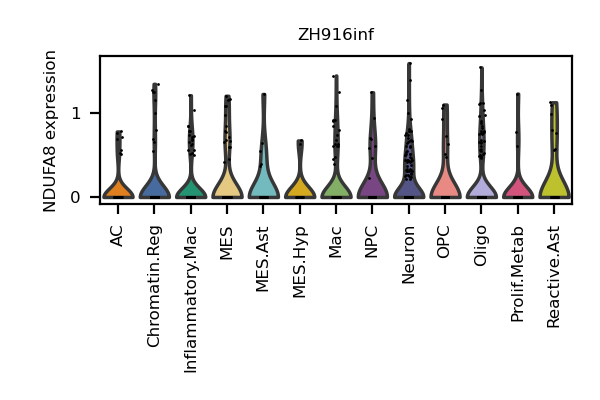 ZH916inf
NDUFA8 expression
1
0
AC
Chromatin.Reg
Inflammatory.Mac
MES
MES.Ast
MES.Hyp
Mac
NPC
Neuron
OPC
Oligo
Prolif.Metab
Reactive.Ast